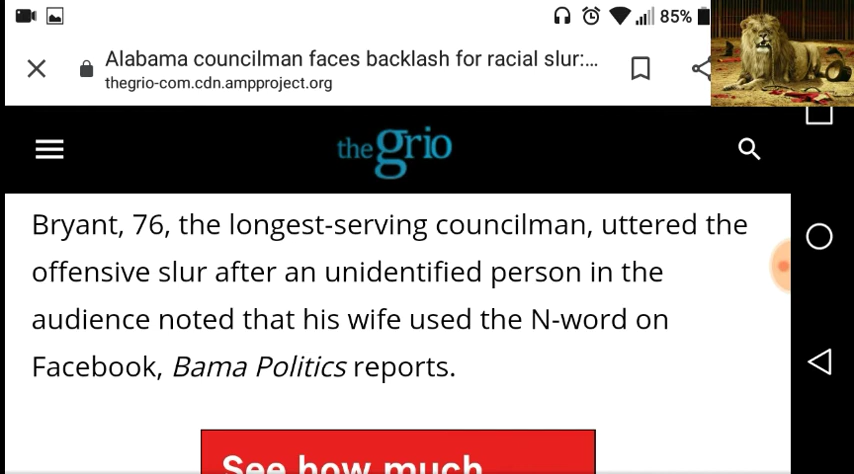 85%
Alabama councilman faces backlash for racial slur:...
thegrio-com.cdn.ampproject.org
the grio
Bryant, 76, the longest-serving councilman, uttered the
offensive slur after an unidentified person in the
audience noted that his wife used the N-word on
Facebook, Bama Politics reports.
See how much